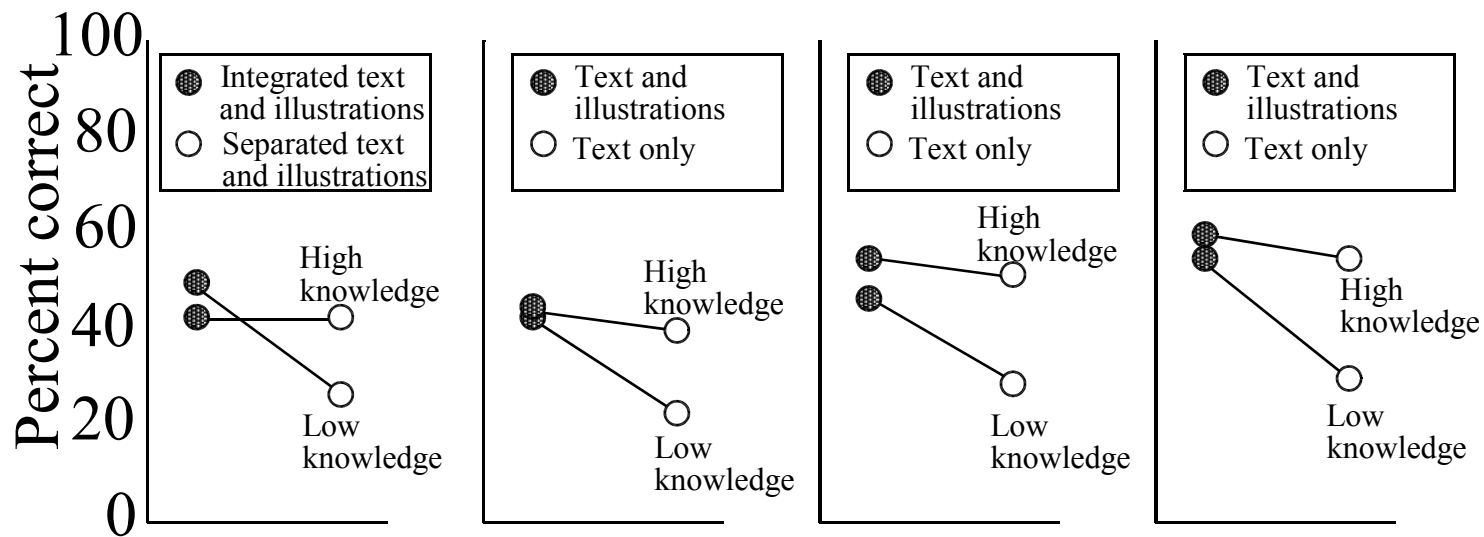 Percent correct
100
80
60
40
20
0
Integrated text
and illustrations
Separated text
and illustrations
High
knowledge
Low
knowledge
Text and
illustrations
Text only
High
knowledge
Low
knowledge
Text and
illustrations
Text only
High
knowledge
Low
knowledge
Text and
illustrations
Text only
High
knowledge
Low
knowledge